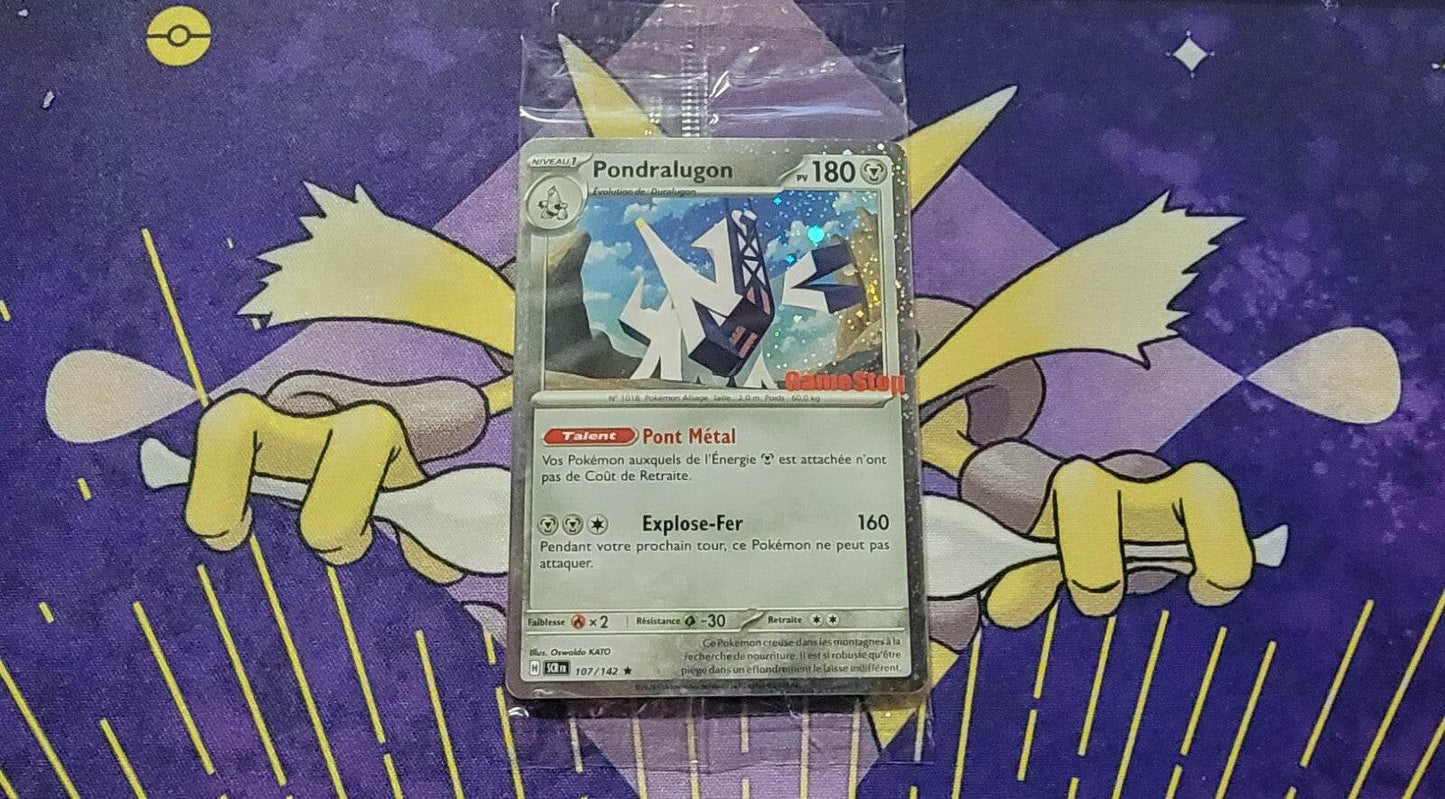 NIVEAU 1
Pondralugon
PV 180
Évolution de Duralugon
GameStop
N° 1018 Pokémon Alliage Taille : 2,0 m Poids : 60,0 kg
Talent Pont Métal
Vos Pokémon auxquels de l'Énergie est attachée n'ont
pas de Coût de Retraite.
Explose-Fer 160
Pendant votre prochain tour, ce Pokémon ne peut pas
attaquer.
Faiblesse ×2 Résistance -30 Retraite
Illus. Oswaldo KATO
Ce Pokémon creuse dans les montagnes à la
recherche de nourriture. Il est si robuste qu'être
piégé dans un effondrement le laisse indifférent.
H SCR FR 107/142 ★